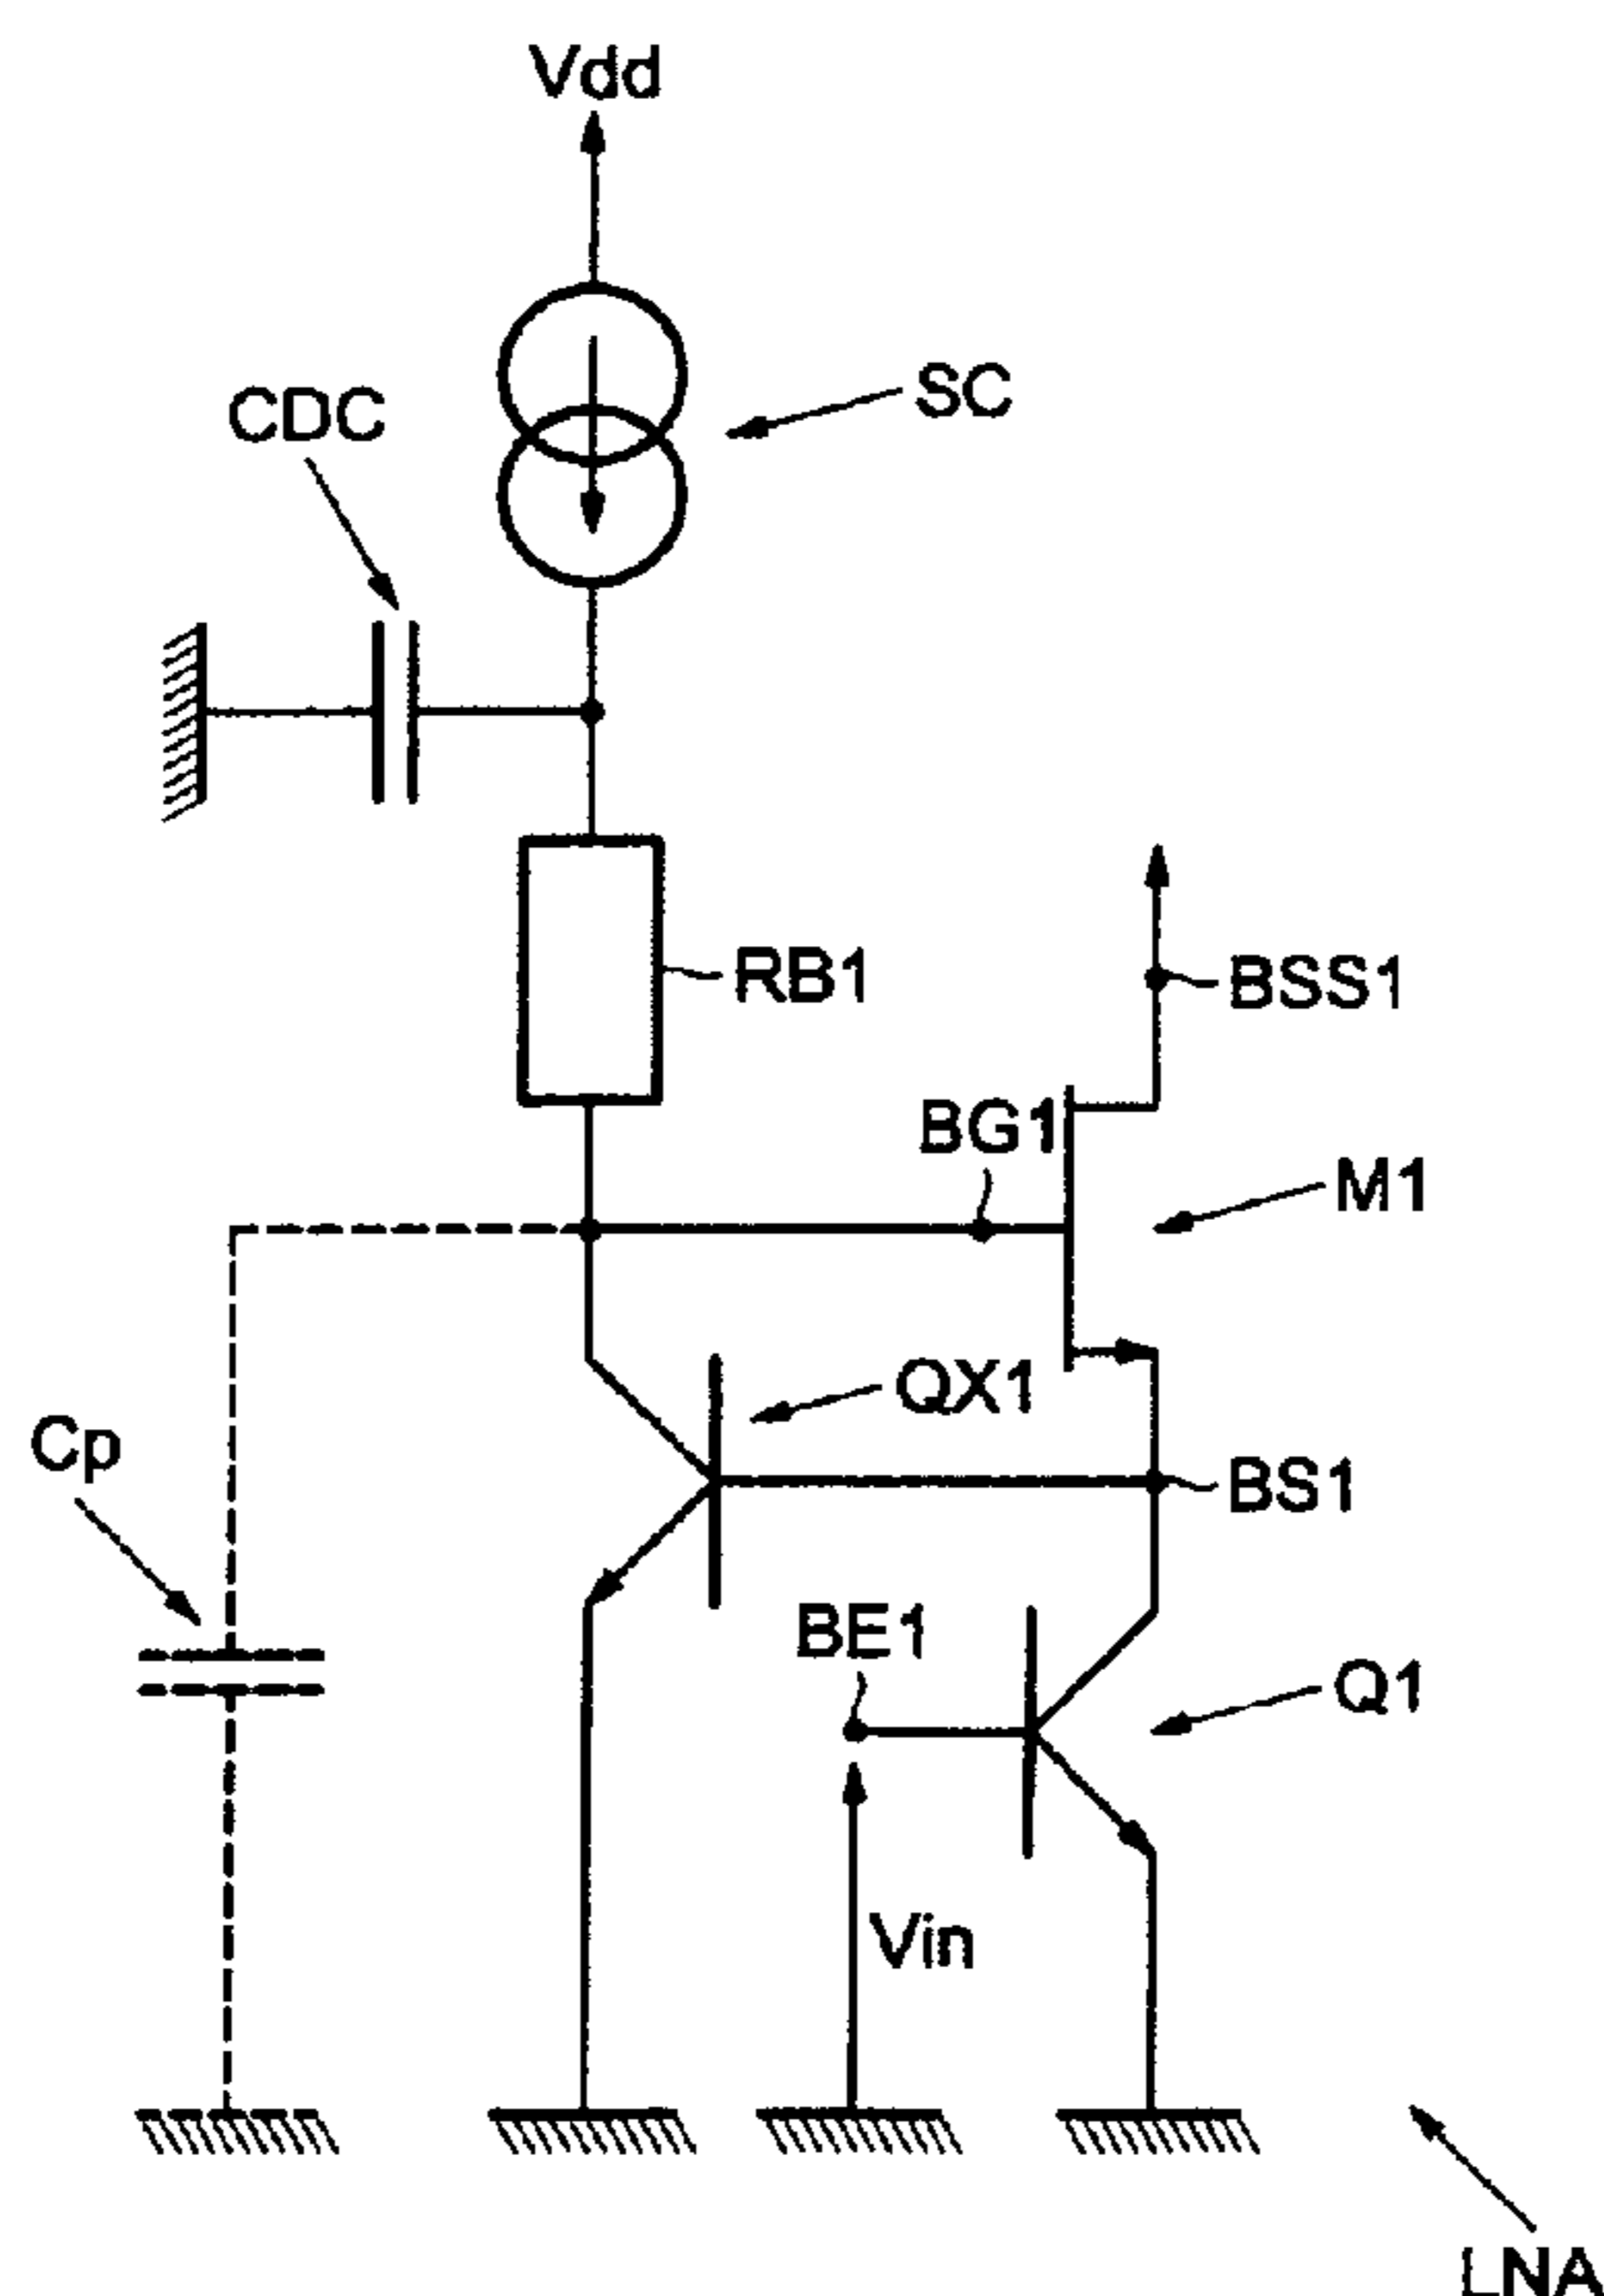 Vdd
SC
CDC
RB1
BSS1
BG1
M1
QX1
Cp
BS1
BE1
Q1
Vin
LNA